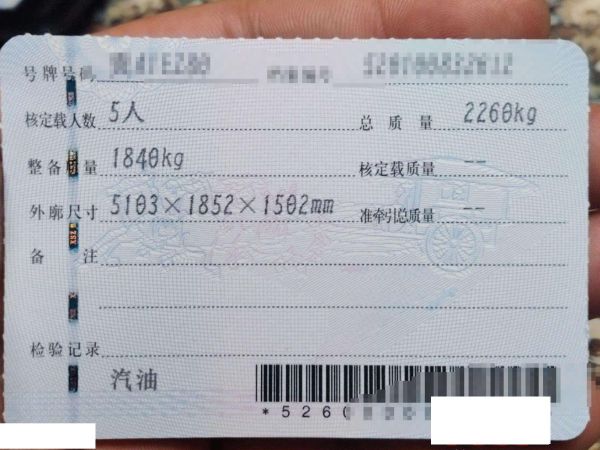 号牌号码
核定载人数 5人 总质量 2260kg
整备质量 1840kg 核定载质量 --
外廓尺寸 5103×1852×1502mm 准牵引总质量 --
备注
检验记录
汽油
*5260